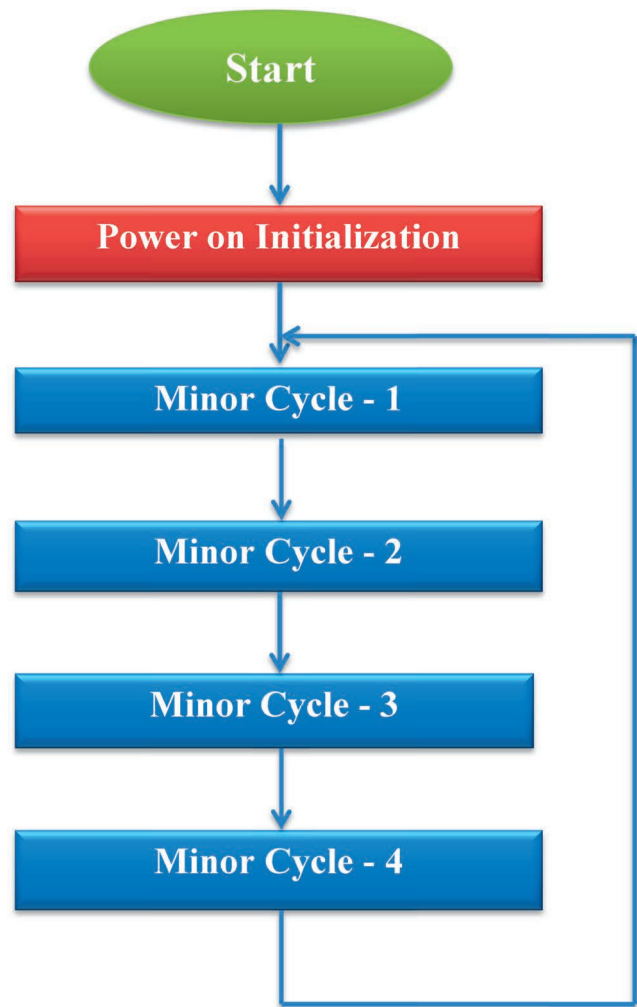 Start
Power on Initialization
Minor Cycle - 1
Minor Cycle - 2
Minor Cycle - 3
Minor Cycle - 4